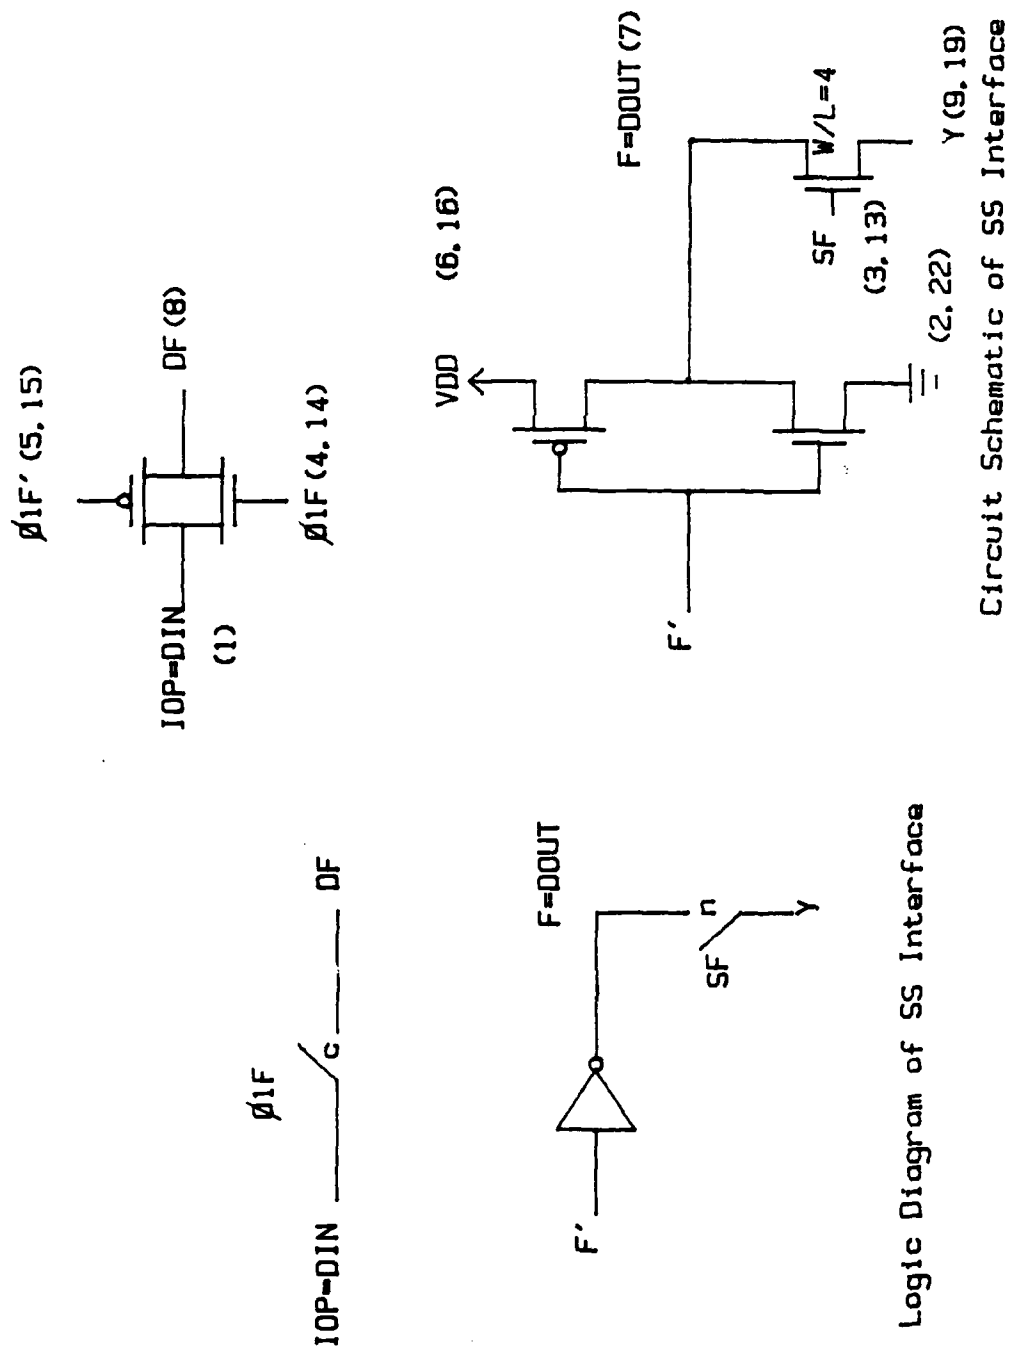 IOP=DIN
Ø1F
c
DF
F'
F=DOUT
SF
n
Y
Logic Diagram of SS Interface
IOP=DIN
(1)
Ø1F' (5, 15)
Ø1F (4, 14)
DF (8)
F'
VDD
(6, 16)
(2, 22)
F=DOUT (7)
SF
(3, 13)
W/L=4
Y (9, 19)
Circuit Schematic of SS Interface